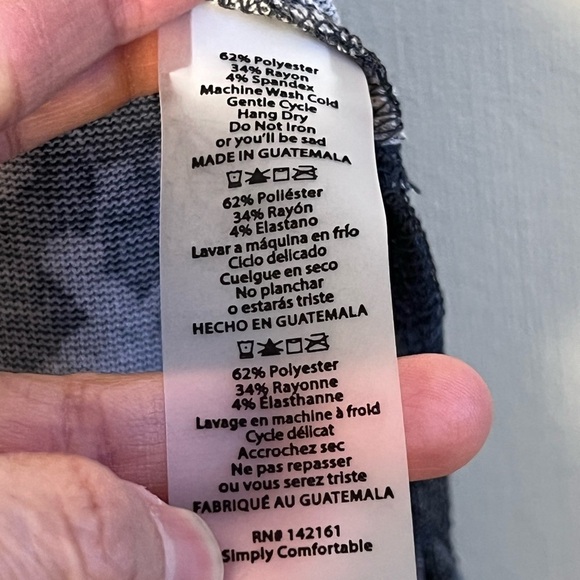 62% Polyester
34% Rayon
4% Spandex
Machine Wash Cold
Gentle Cycle
Hang Dry
Do Not Iron
or you'll be sad
MADE IN GUATEMALA
62% Poliéster
34% Rayón
4% Elastano
Lavar a máquina en frío
Ciclo delicado
Cuelgue en seco
No planchar
o estarás triste
HECHO EN GUATEMALA
62% Polyester
34% Rayonne
4% Élasthanne
Lavage en machine à froid
Cycle délicat
Accrochez sec
Ne pas repasser
ou vous serez triste
FABRIQUÉ AU GUATEMALA
RN# 142161
Simply Comfortable